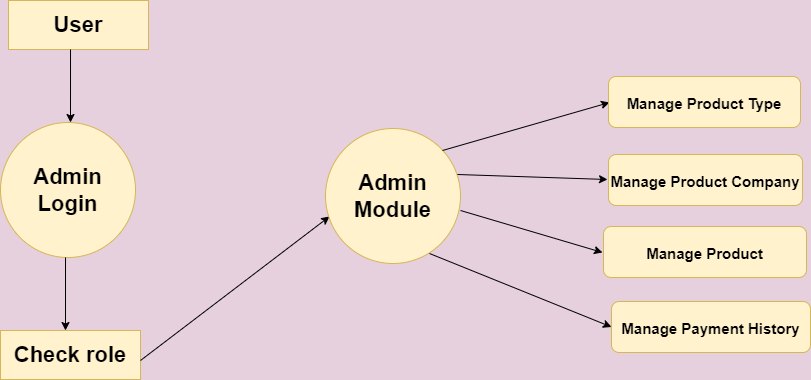 User
Admin
Login
Check role
Admin
Module
Manage Product Type
Manage Product Company
Manage Product
Manage Payment History